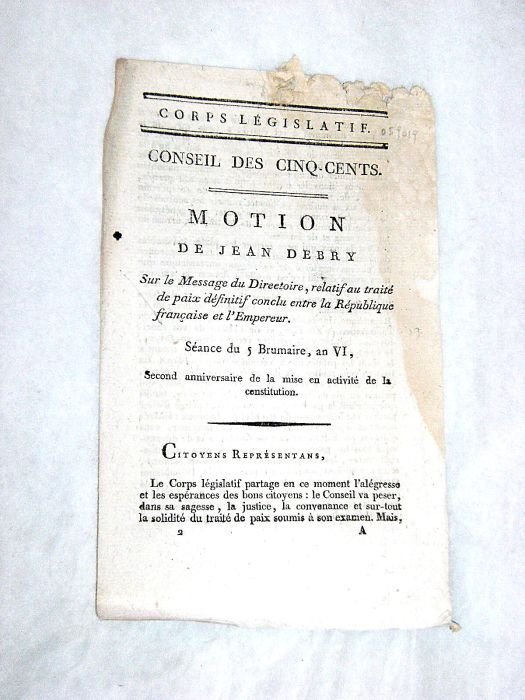 CORPS LÉGISLATIF.
059019
CONSEIL DES CINQ-CENTS.
MOTION
DE JEAN DEBRY
Sur le Message du Directoire, relatif au traité
de paix définitif conclu entre la République
française et l'Empereur.
Séance du 5 Brumaire, an VI,
Second anniversaire de la mise en activité de la
constitution.
CITOYENS REPRÉSENTANS,
Le Corps législatif partage en ce moment l'alégresse
et les espérances des bons citoyens : le Conseil va peser,
dans sa sagesse, la justice, la convenance et sur-tout
la solidité du traité de paix soumis à son examen. Mais,
2 A